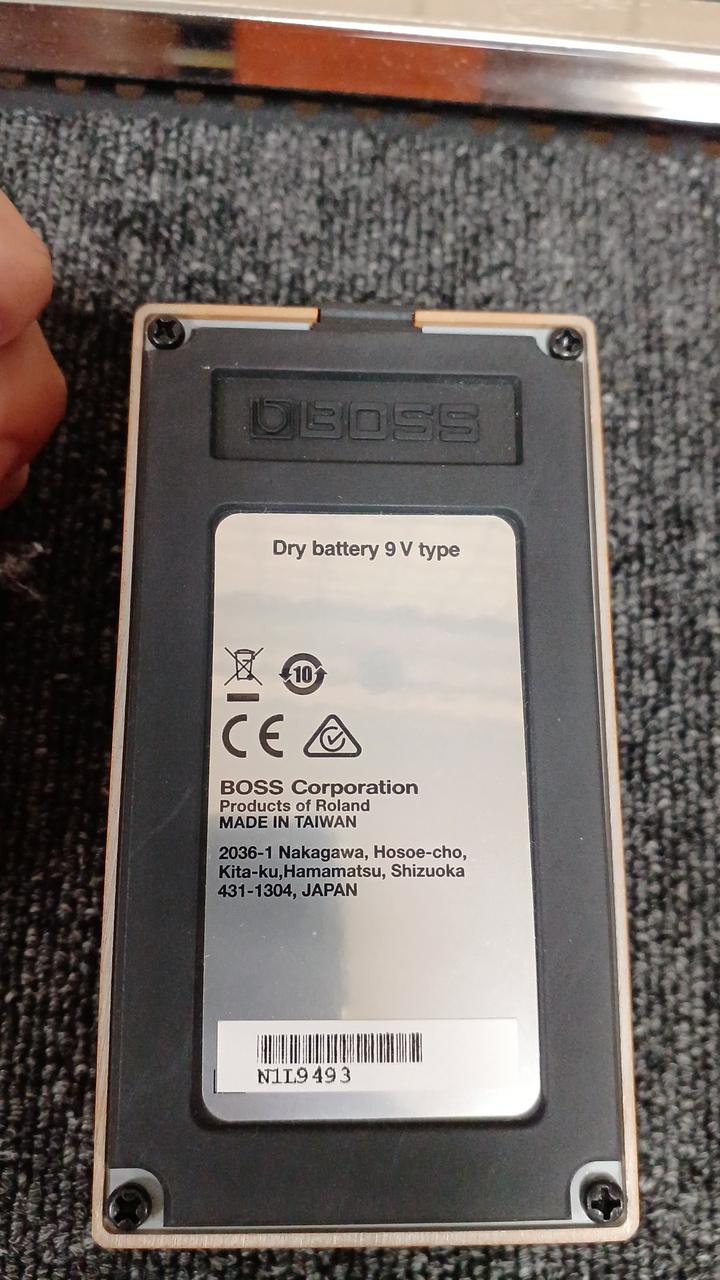 BOSS
Dry battery 9 V type
10
CE
BOSS Corporation
Products of Roland
MADE IN TAIWAN
2036-1 Nakagawa, Hosoe-cho,
Kita-ku,Hamamatsu, Shizuoka
431-1304, JAPAN
N1L9493